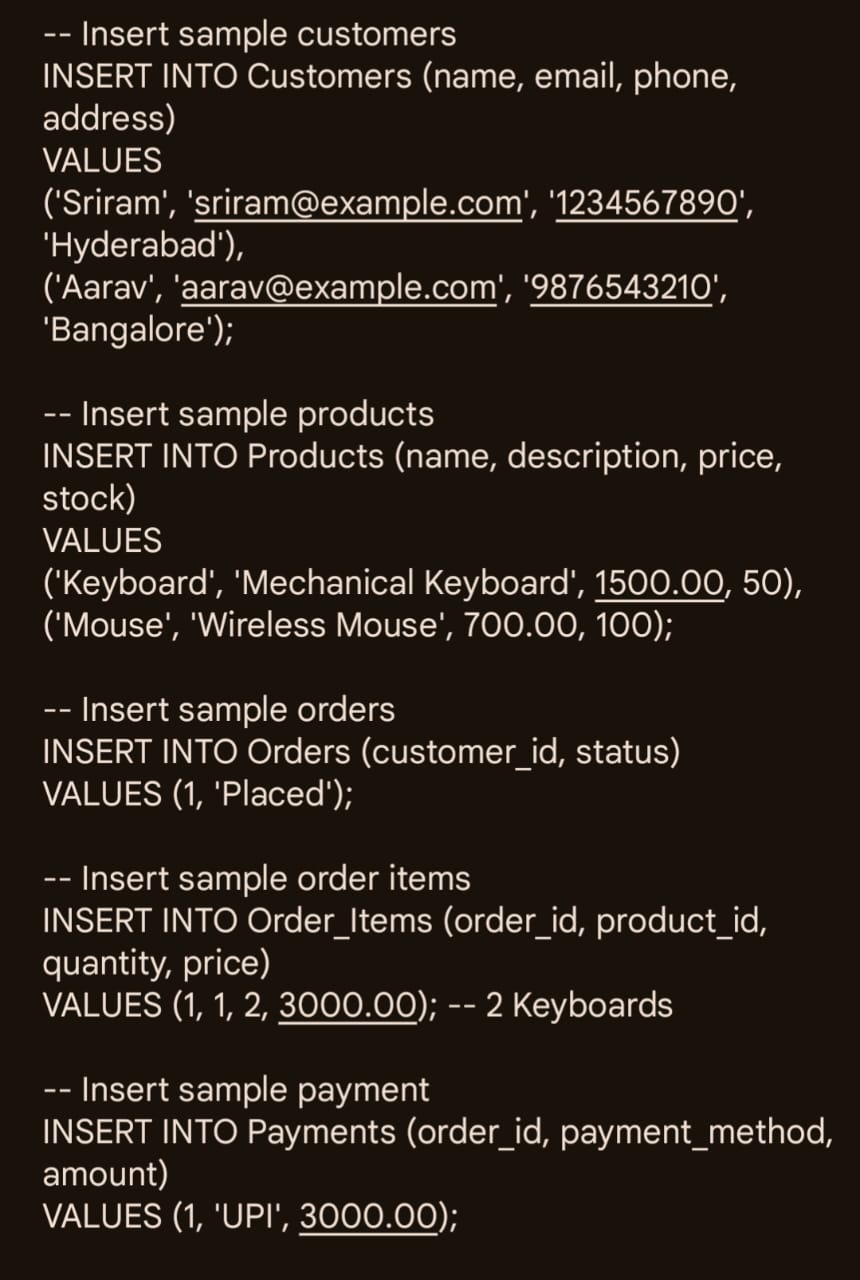 -- Insert sample customers
INSERT INTO Customers (name, email, phone,
address)
VALUES
('Sriram', 'sriram@example.com', '1234567890',
'Hyderabad'),
('Aarav', 'aarav@example.com', '9876543210',
'Bangalore');
-- Insert sample products
INSERT INTO Products (name, description, price,
stock)
VALUES
('Keyboard', 'Mechanical Keyboard', 1500.00, 50),
('Mouse', 'Wireless Mouse', 700.00, 100);
-- Insert sample orders
INSERT INTO Orders (customer_id, status)
VALUES (1, 'Placed');
-- Insert sample order items
INSERT INTO Order_Items (order_id, product_id,
quantity, price)
VALUES (1, 1, 2, 3000.00); -- 2 Keyboards
-- Insert sample payment
INSERT INTO Payments (order_id, payment_method,
amount)
VALUES (1, 'UPI', 3000.00);